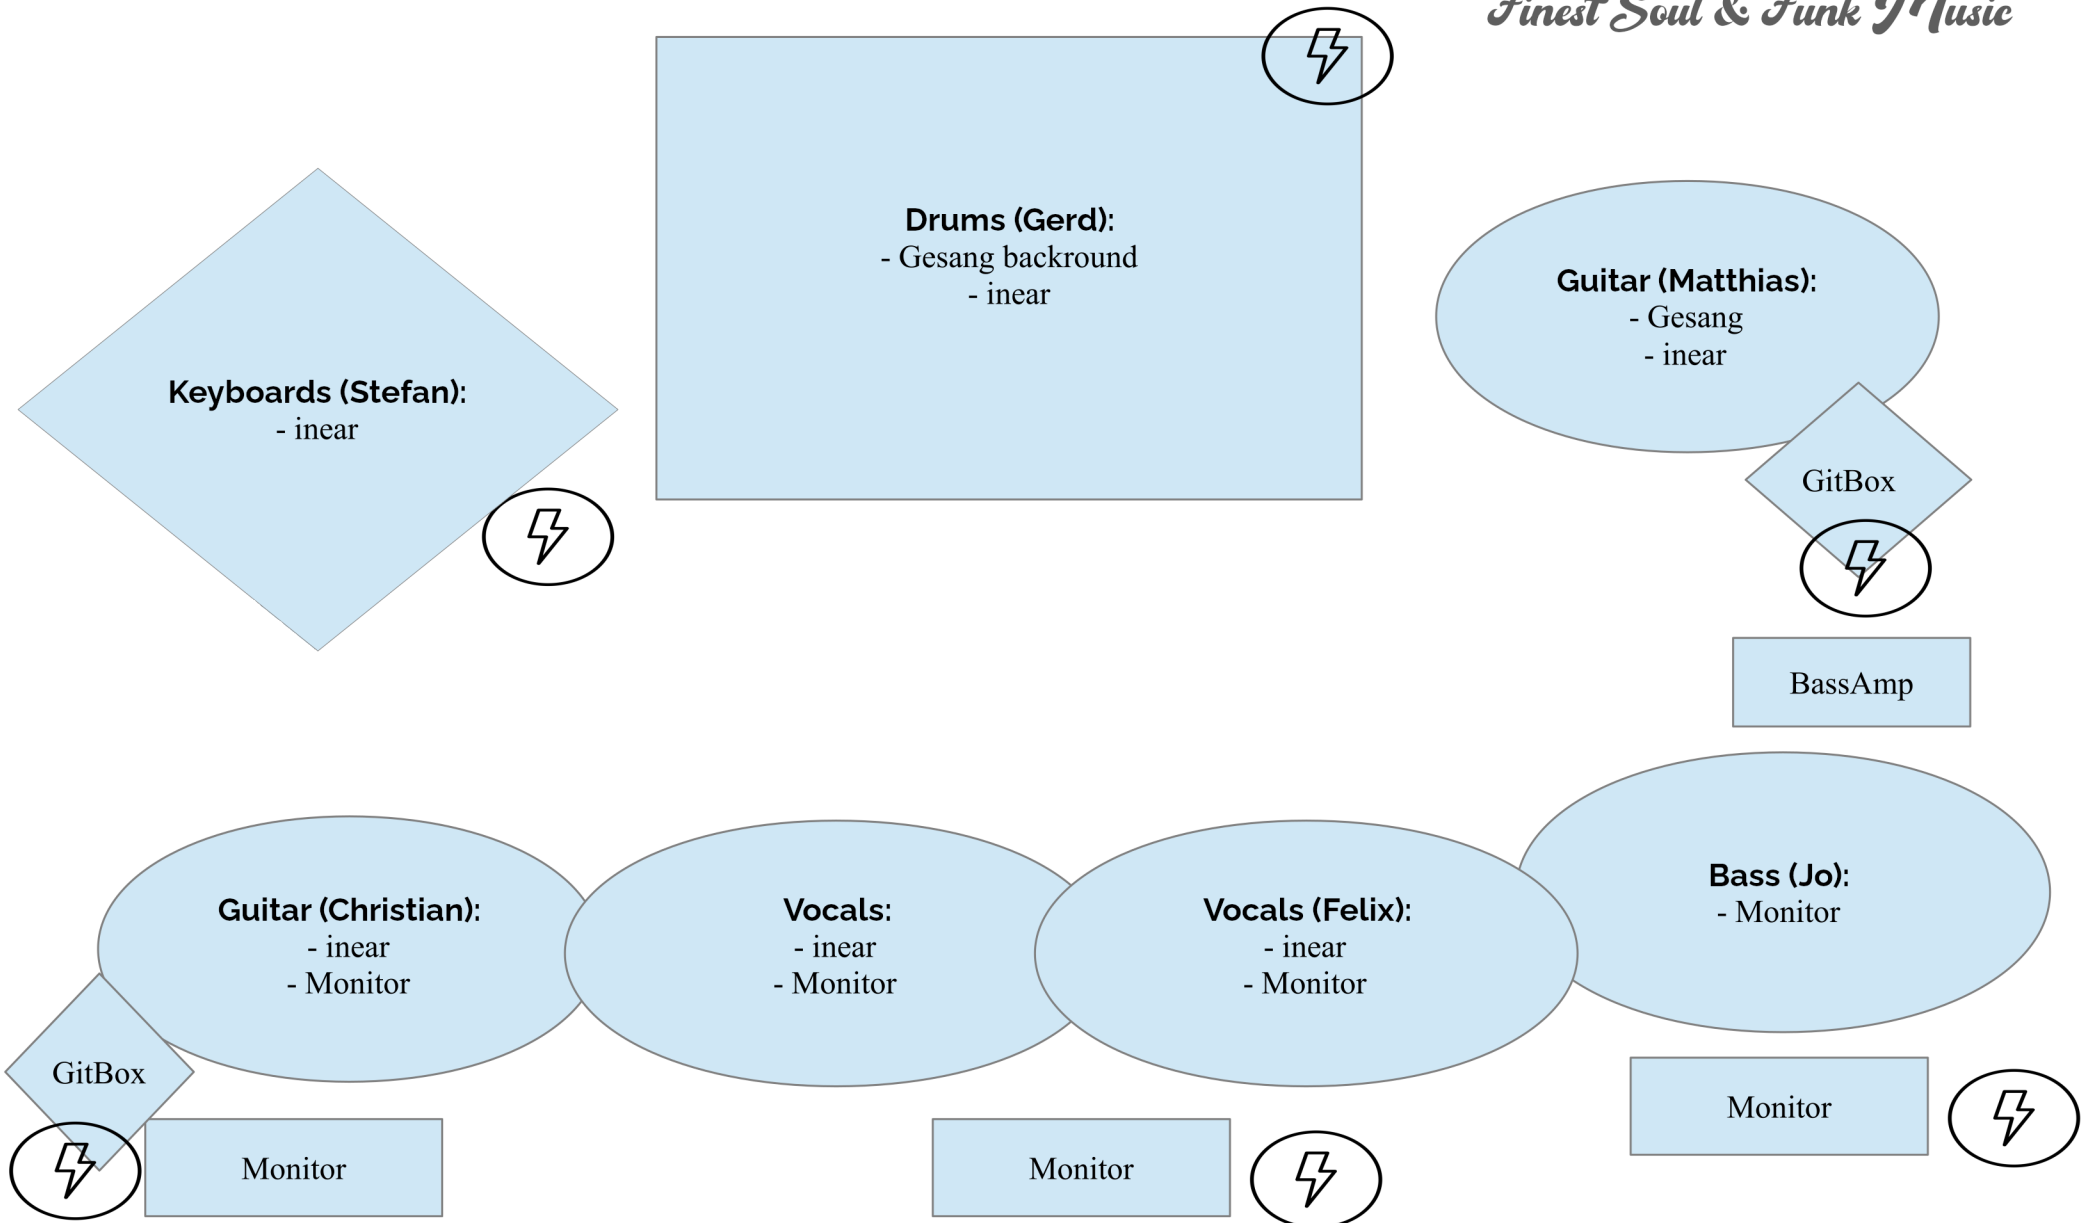 Finest Soul & Funk Music
Drums (Gerd):
- Gesang backround
- inear
Guitar (Matthias):
- Gesang
- inear
Keyboards (Stefan):
- inear
GitBox
BassAmp
Guitar (Christian):
- inear
- Monitor
Vocals:
- inear
- Monitor
Vocals (Felix):
- inear
- Monitor
Bass (Jo):
- Monitor
GitBox
Monitor
Monitor
Monitor